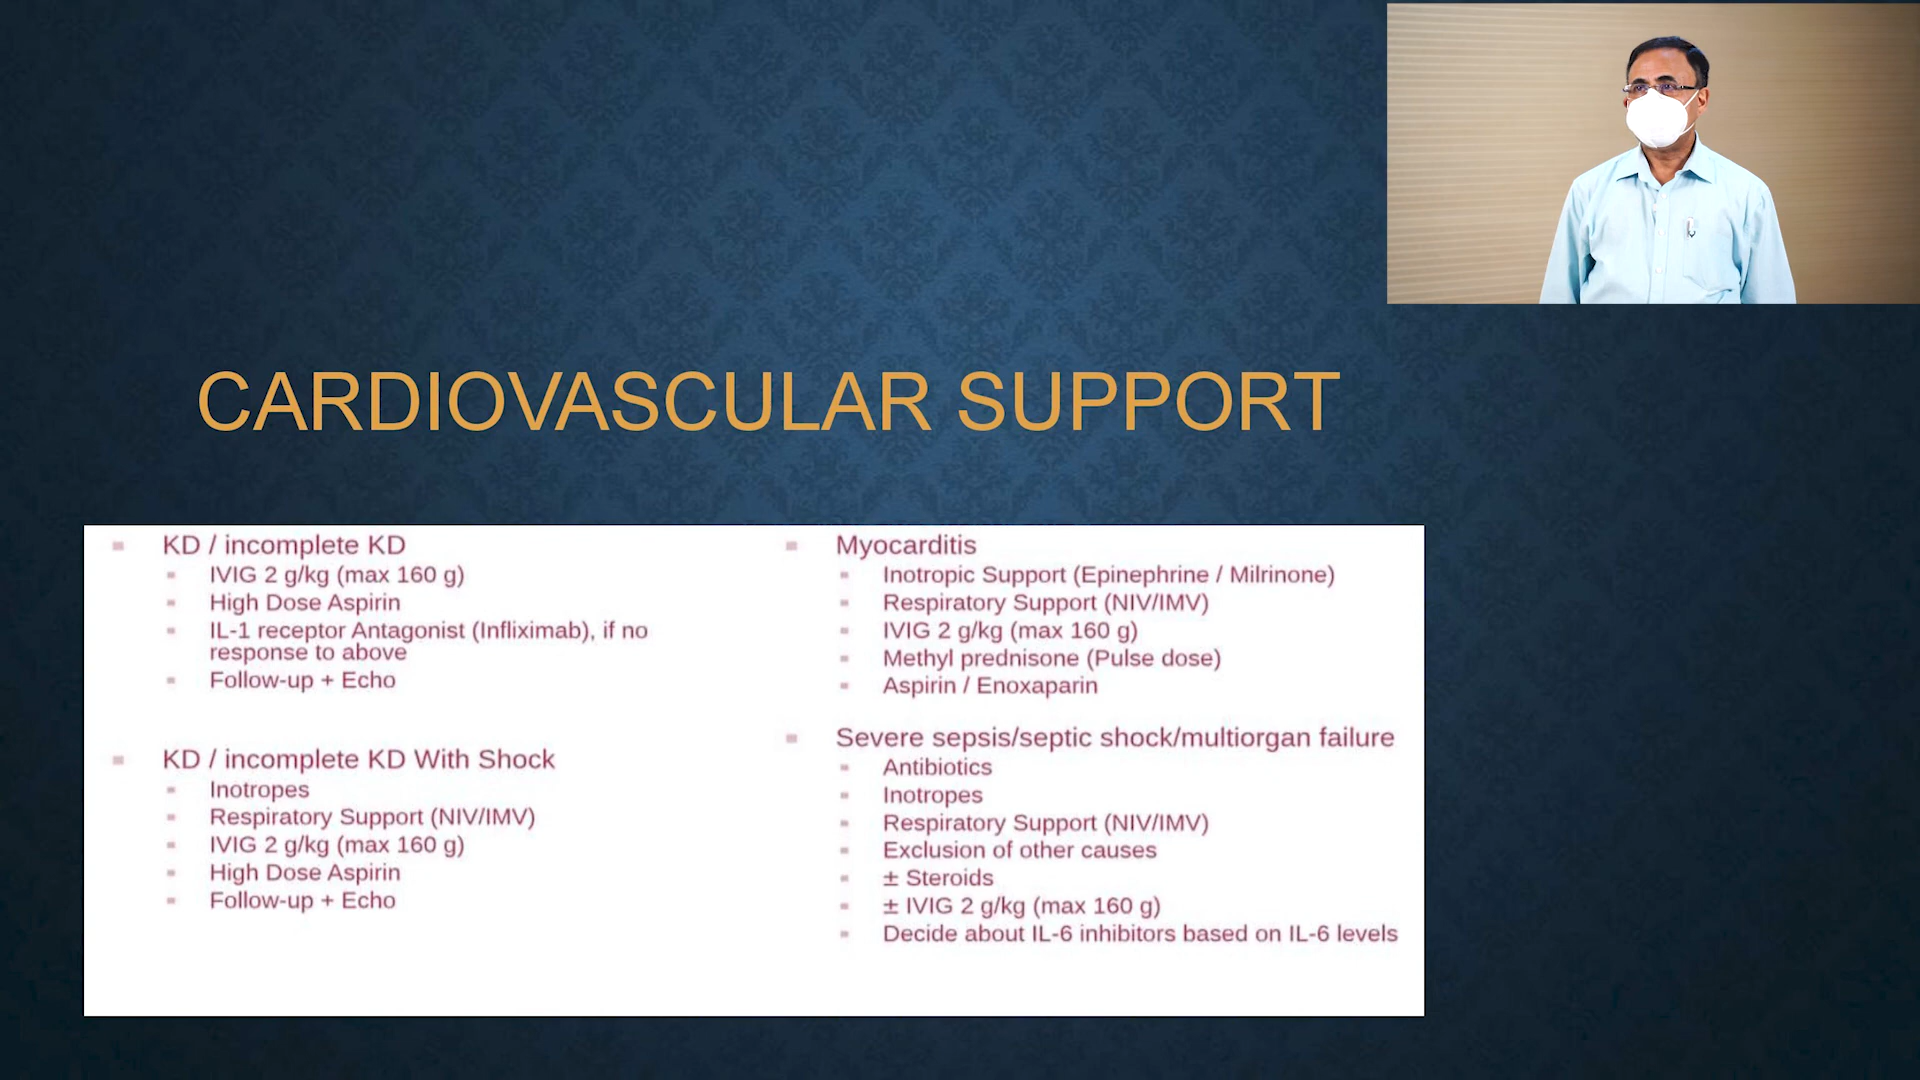 CARDIOVASCULAR SUPPORT
KD / incomplete KD
IVIG 2 g/kg (max 160 g)
High Dose Aspirin
IL-1 receptor Antagonist (Infliximab), if no
response to above
Follow-up + Echo
KD / incomplete KD With Shock
Inotropes
Respiratory Support (NIV/IMV)
IVIG 2 g/kg (max 160 g)
High Dose Aspirin
Follow-up + Echo
Myocarditis
Inotropic Support (Epinephrine / Milrinone)
Respiratory Support (NIV/IMV)
IVIG 2 g/kg (max 160 g)
Methyl prednisone (Pulse dose)
Aspirin / Enoxaparin
Severe sepsis/septic shock/multiorgan failure
Antibiotics
Inotropes
Respiratory Support (NIV/IMV)
Exclusion of other causes
± Steroids
± IVIG 2 g/kg (max 160 g)
Decide about IL-6 inhibitors based on IL-6 levels